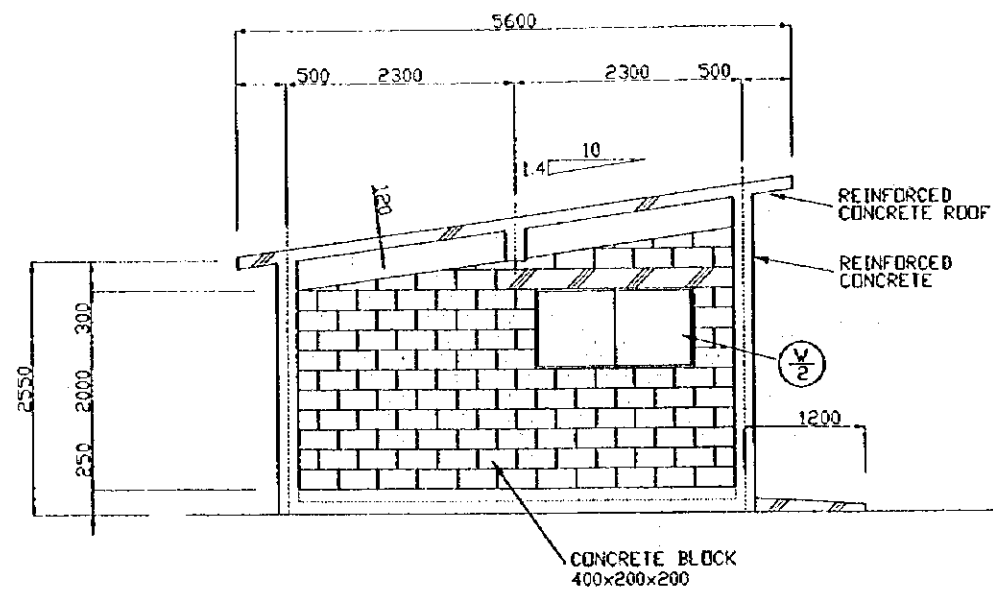 5600
500 2300 2300 500
10
1.4
120
REINFORCED
CONCRETE ROOF
REINFORCED
CONCRETE
300
2550
2000
W
2
1200
250
CONCRETE BLOCK
400x200x200